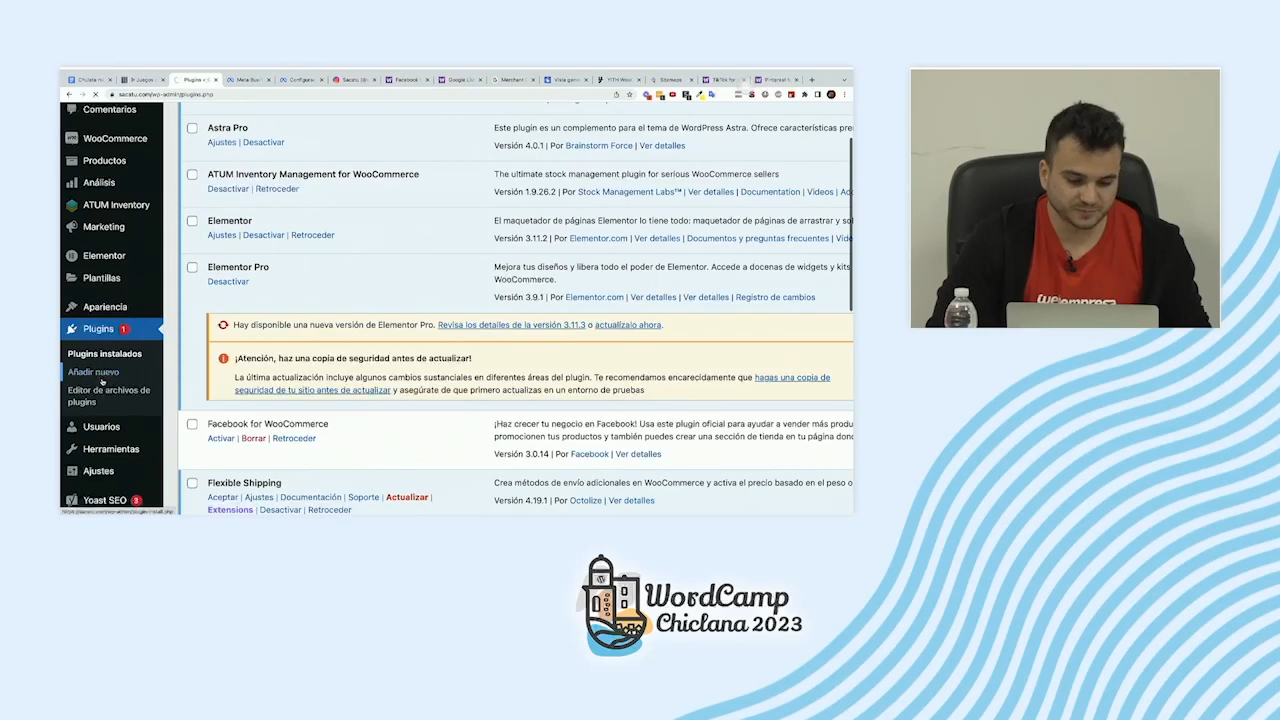 Plugins
sacatu.com/wp-admin/plugins.php
Comentarios
WooCommerce
Productos
Análisis
ATUM Inventory
Marketing
Elementor
Plantillas
Apariencia
Plugins 1
Plugins instalados
Añadir nuevo
Editor de archivos de
plugins
Usuarios
Herramientas
Ajustes
Yoast SEO 3
Astra Pro
Ajustes | Desactivar
Este plugin es un complemento para el tema de WordPress Astra. Ofrece características
Versión 4.0.1 | Por Brainstorm Force | Ver detalles
ATUM Inventory Management for WooCommerce
Desactivar | Retroceder
The ultimate stock management plugin for serious WooCommerce sellers
Versión 1.9.26.2 | Por Stock Management Labs™ | Ver detalles | Documentation | Videos |
Elementor
Ajustes | Desactivar | Retroceder
El maquetador de páginas Elementor lo tiene todo: maquetador de páginas de arrastrar y
Versión 3.11.2 | Por Elementor.com | Ver detalles | Documentos y preguntas frecuentes |
Elementor Pro
Desactivar
Mejora tus diseños y libera todo el poder de Elementor. Accede a docenas de widgets y kits
WooCommerce.
Versión 3.9.1 | Por Elementor.com | Ver detalles | Ver detalles | Registro de cambios
Hay disponible una nueva versión de Elementor Pro. Revisa los detalles de la versión 3.11.3 o actualízalo ahora.
¡Atención, haz una copia de seguridad antes de actualizar!
La última actualización incluye algunos cambios sustanciales en diferentes áreas del plugin. Te recomendamos encarecidamente que hagas una copia de
seguridad de tu sitio antes de actualizar y asegúrate de que primero actualizas en un entorno de pruebas
Facebook for WooCommerce
Activar | Borrar | Retroceder
¡Haz crecer tu negocio en Facebook! Usa este plugin oficial para ayudar a vender más
promocionen tus productos y también puedes crear una sección de tienda en tu página
Versión 3.0.14 | Por Facebook | Ver detalles
Flexible Shipping
Aceptar | Ajustes | Documentación | Soporte | Actualizar |
Extensions | Desactivar | Retroceder
Crea métodos de envío adicionales en WooCommerce y activa el precio basado en el peso o
Versión 4.19.1 | Por Octolize | Ver detalles
WordCamp
Chiclana 2023